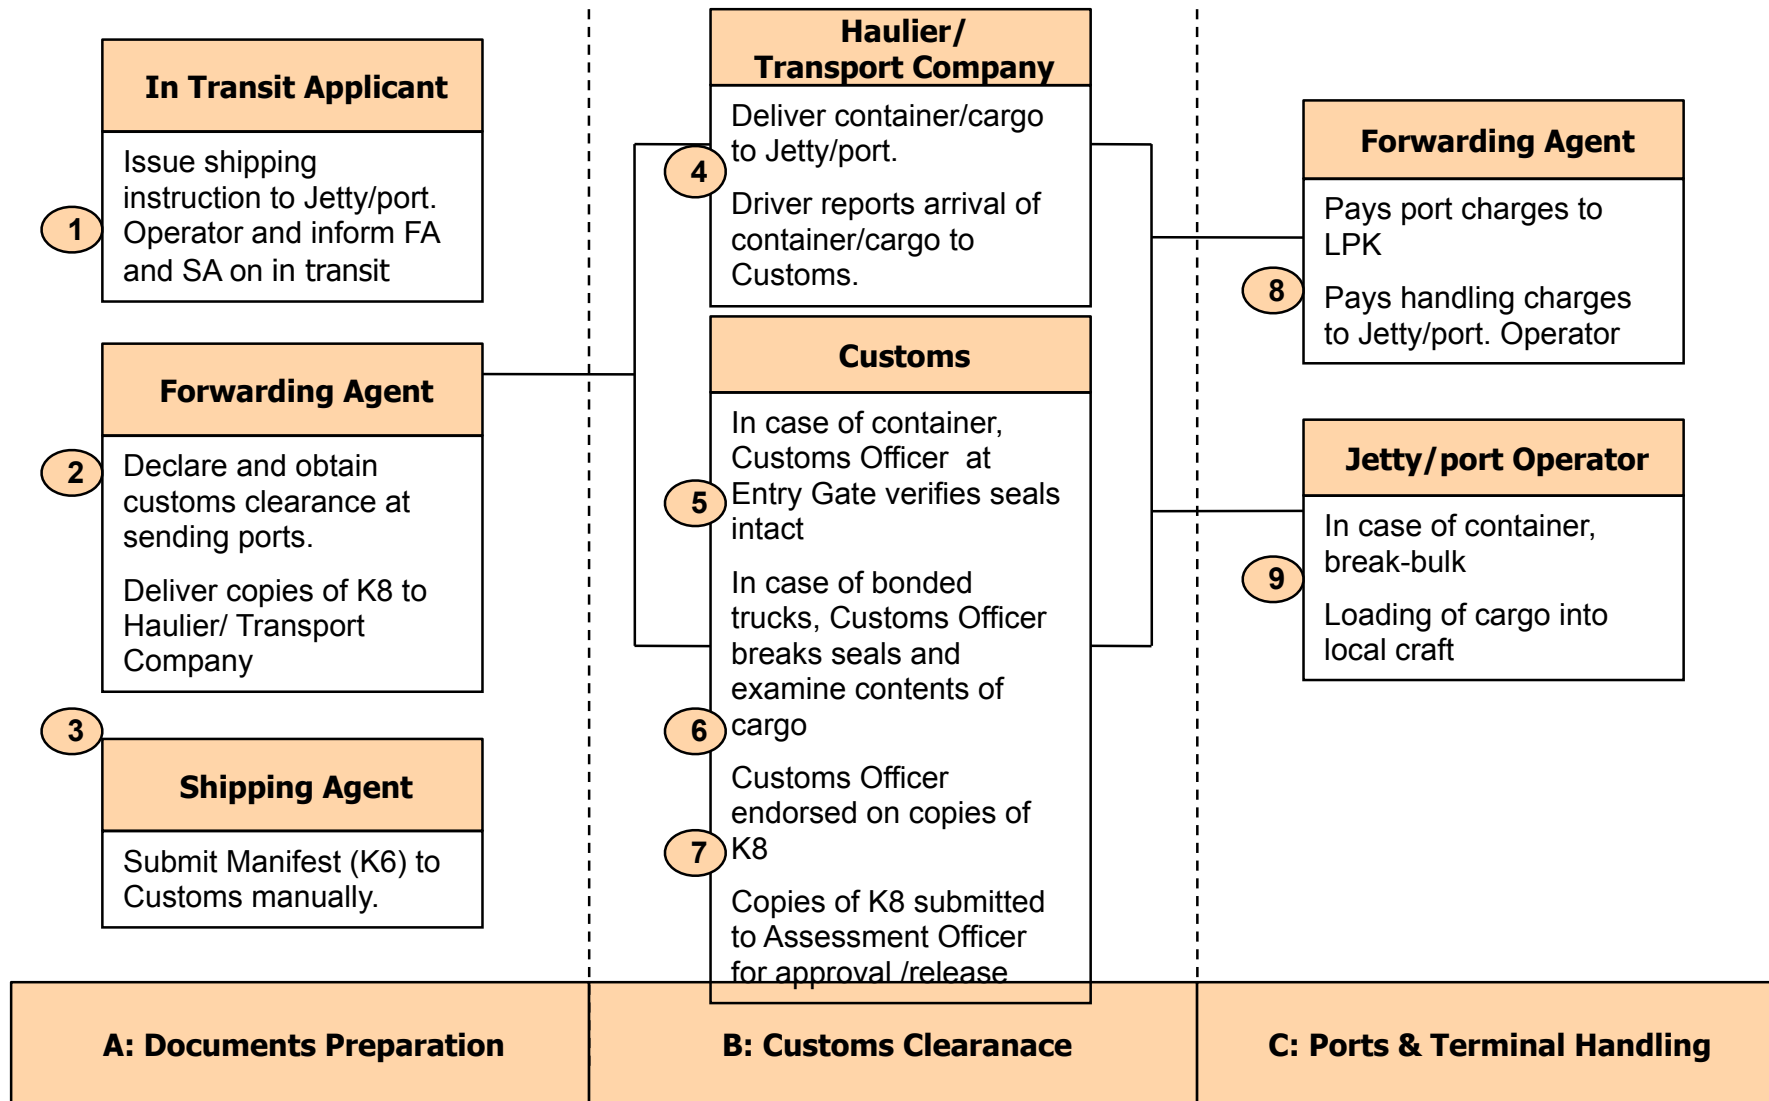 In Transit Applicant
1
Issue shipping
instruction to Jetty/port.
Operator and inform FA
and SA on in transit
Forwarding Agent
2
Declare and obtain
customs clearance at
sending ports.
Deliver copies of K8 to
Haulier/ Transport
Company
3
Shipping Agent
Submit Manifest (K6) to
Customs manually.
Haulier/
Transport Company
4
Deliver container/cargo
to Jetty/port.
Driver reports arrival of
container/cargo to
Customs.
Customs
5
In case of container,
Customs Officer at
Entry Gate verifies seals
intact
In case of bonded
trucks, Customs Officer
breaks seals and
examine contents of
cargo
6
Customs Officer
endorsed on copies of
K8
7
Copies of K8 submitted
to Assessment Officer
for approval /release
Forwarding Agent
Pays port charges to
LPK
8
Pays handling charges
to Jetty/port. Operator
Jetty/port Operator
In case of container,
break-bulk
9
Loading of cargo into
local craft
A: Documents Preparation
B: Customs Clearanace
C: Ports & Terminal Handling